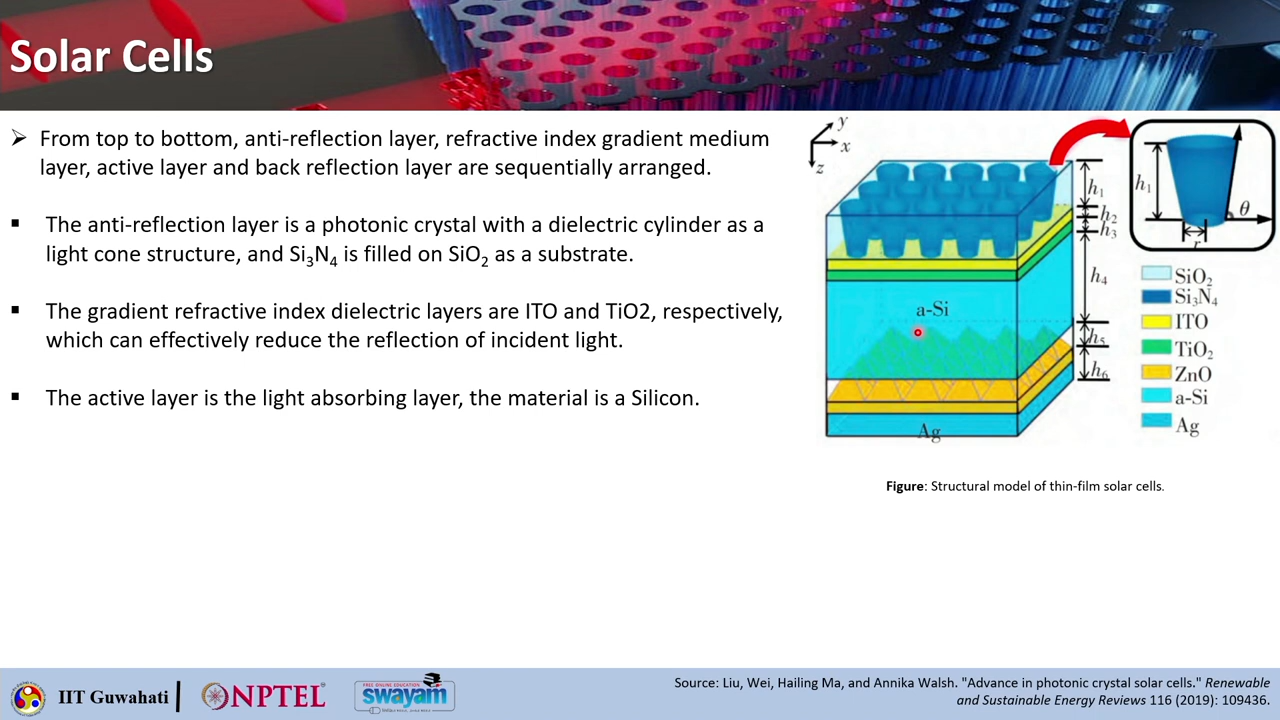 Solar Cells
➢ From top to bottom, anti-reflection layer, refractive index gradient medium
layer, active layer and back reflection layer are sequentially arranged.
▪ The anti-reflection layer is a photonic crystal with a dielectric cylinder as a
light cone structure, and Si₃N₄ is filled on SiO₂ as a substrate.
▪ The gradient refractive index dielectric layers are ITO and TiO2, respectively,
which can effectively reduce the reflection of incident light.
▪ The active layer is the light absorbing layer, the material is a Silicon.
y
x
z
h₁
h₂
h₃
h₄
h₅
h₆
a-Si
Ag
h₁
θ
r
SiO₂
Si₃N₄
ITO
TiO₂
ZnO
a-Si
Ag
Figure: Structural model of thin-film solar cells.
IIT Guwahati
NPTEL
FREE ONLINE EDUCATION
swayam
Source: Liu, Wei, Hailing Ma, and Annika Walsh. "Advance in photonic crystal solar cells." Renewable
and Sustainable Energy Reviews 116 (2019): 109436.